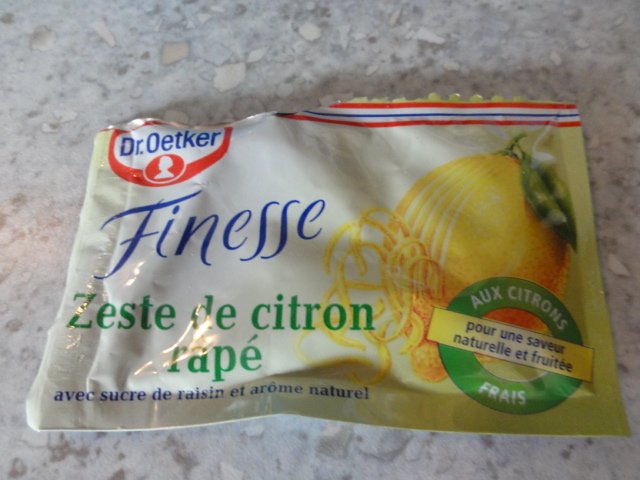 Dr.Oetker
Finesse
Zeste de citron
râpé
avec sucre de raisin et arôme naturel
AUX CITRONS
pour une saveur
naturelle et fruitée
FRAIS